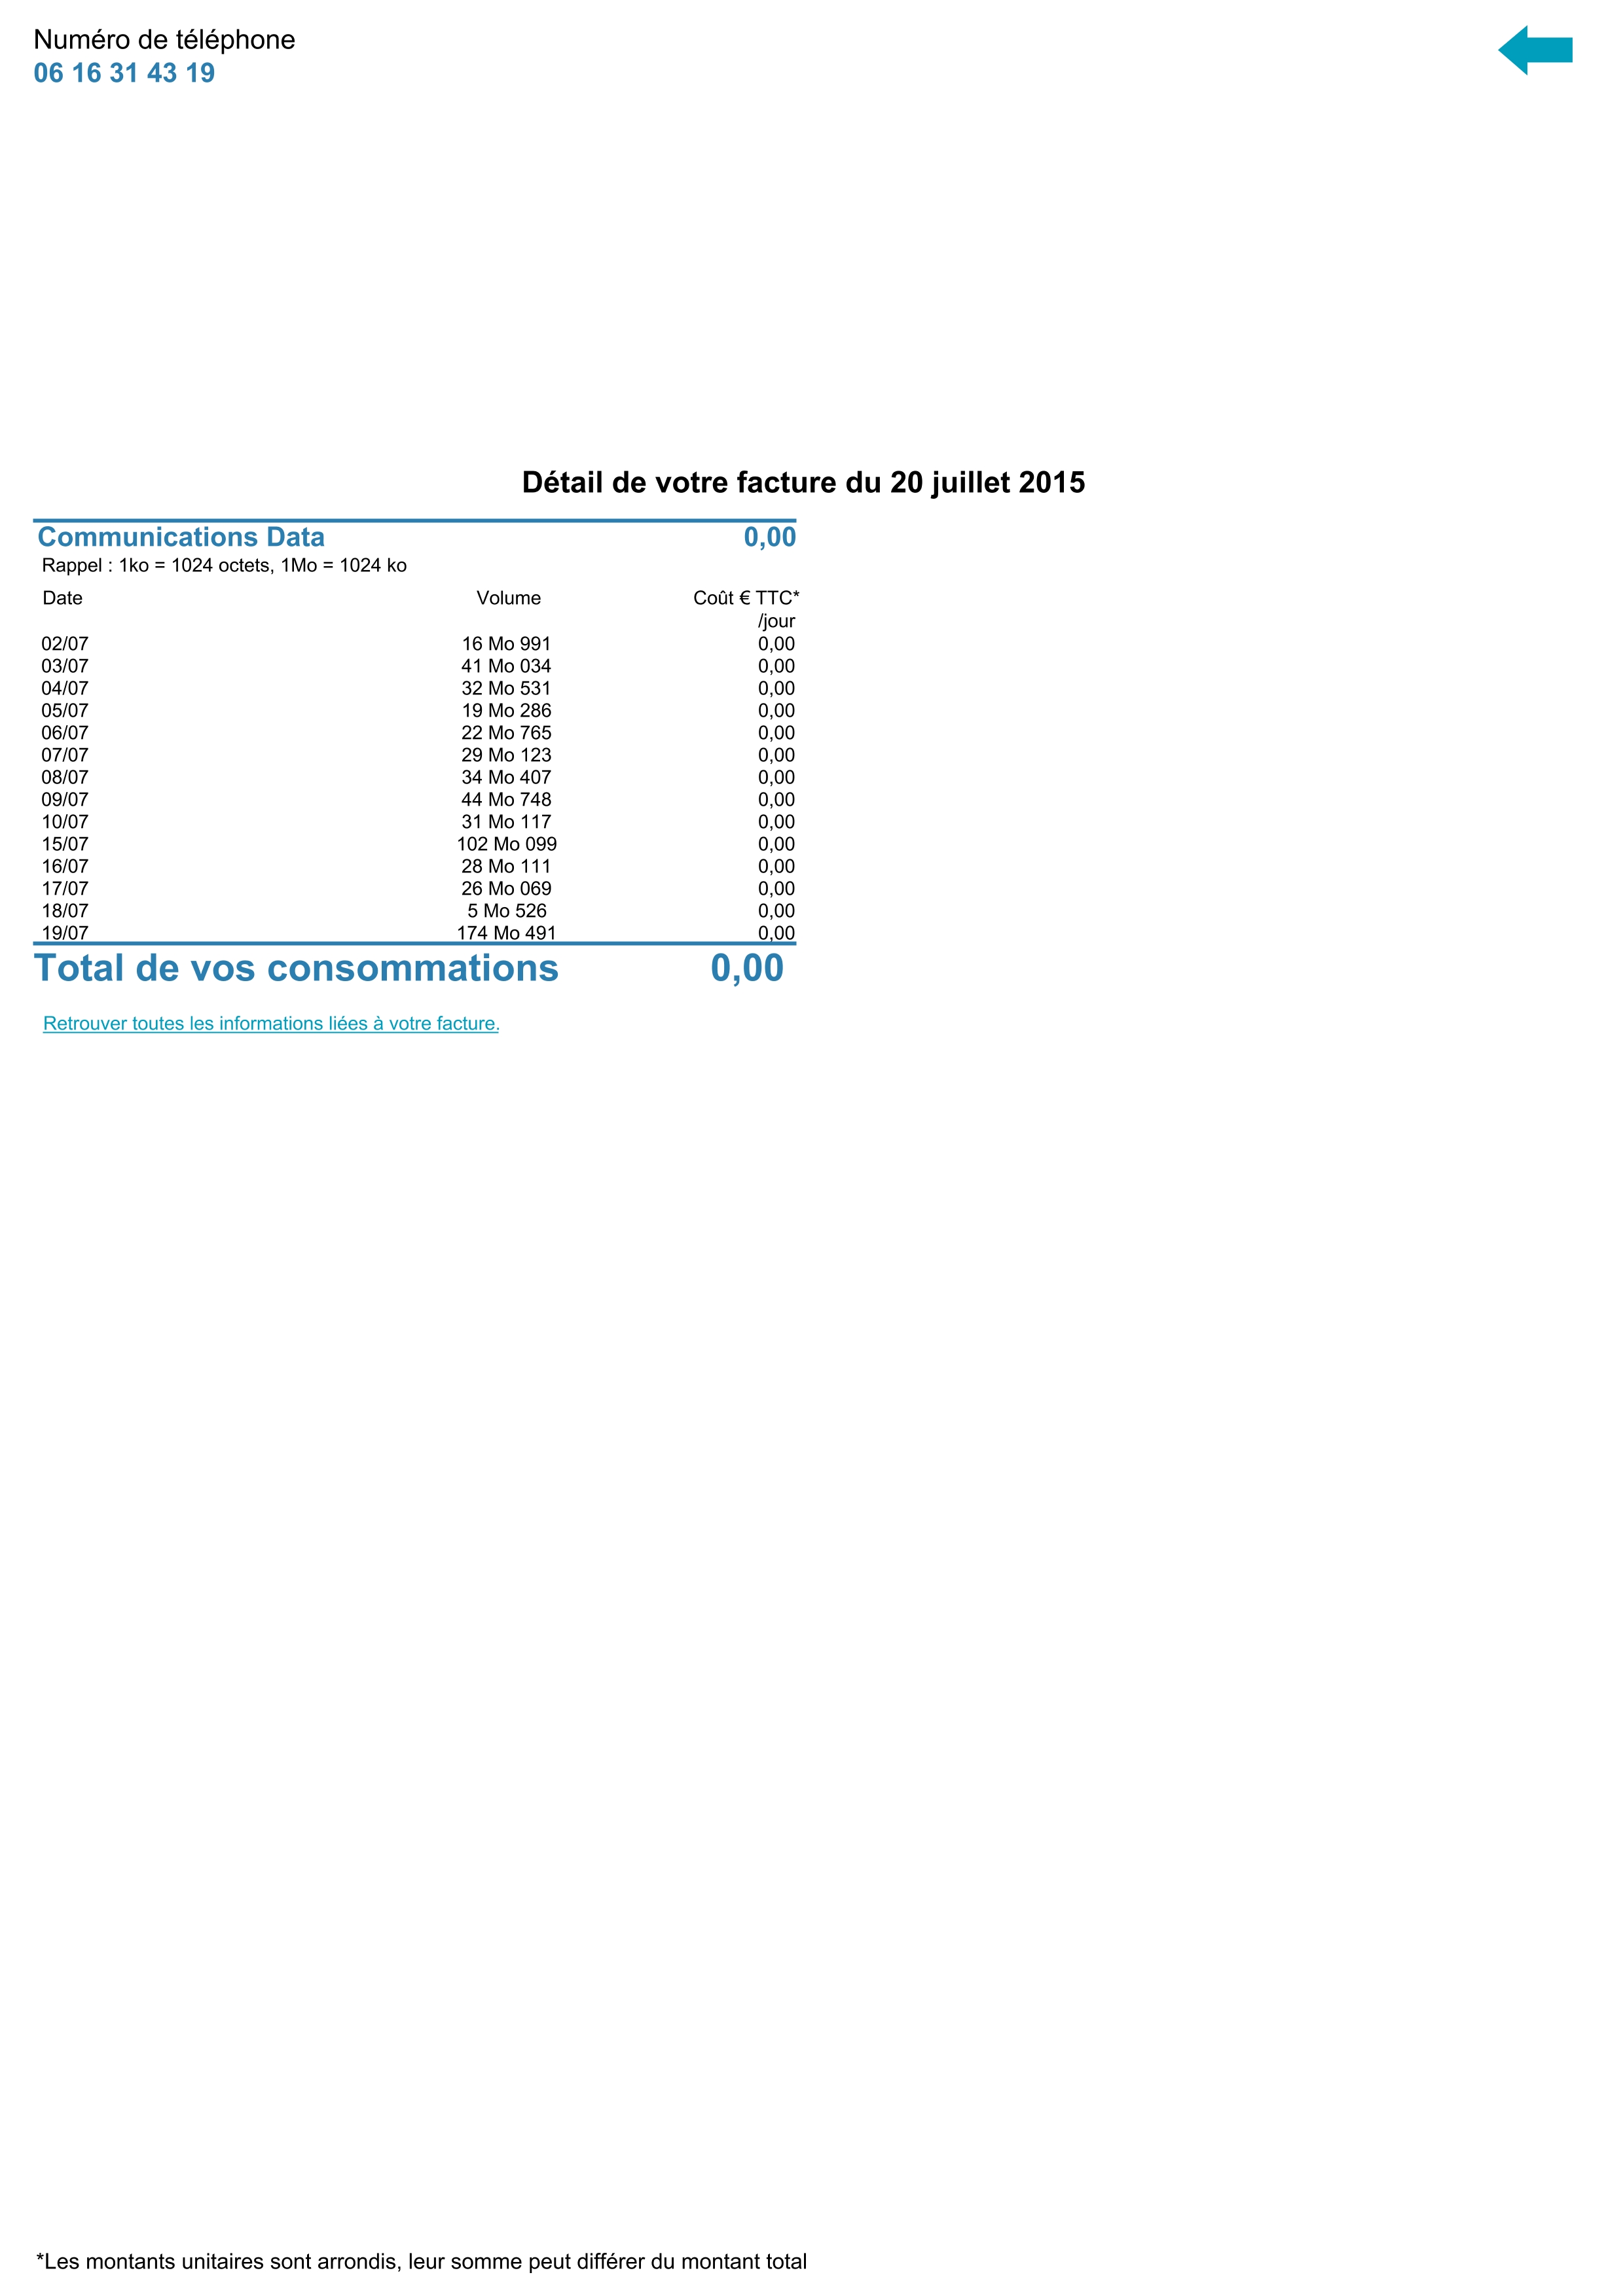 Numéro de téléphone
06 16 31 43 19
Détail de votre facture du 20 juillet 2015
Communications Data 0,00
Rappel : 1ko = 1024 octets, 1Mo = 1024 ko
Date Volume Coût € TTC*
/jour
02/07 16 Mo 991 0,00
03/07 41 Mo 034 0,00
04/07 32 Mo 531 0,00
05/07 19 Mo 286 0,00
06/07 22 Mo 765 0,00
07/07 29 Mo 123 0,00
08/07 34 Mo 407 0,00
09/07 44 Mo 748 0,00
10/07 31 Mo 117 0,00
15/07 102 Mo 099 0,00
16/07 28 Mo 111 0,00
17/07 26 Mo 069 0,00
18/07 5 Mo 526 0,00
19/07 174 Mo 491 0,00
Total de vos consommations 0,00
Retrouver toutes les informations liées à votre facture.
*Les montants unitaires sont arrondis, leur somme peut différer du montant total